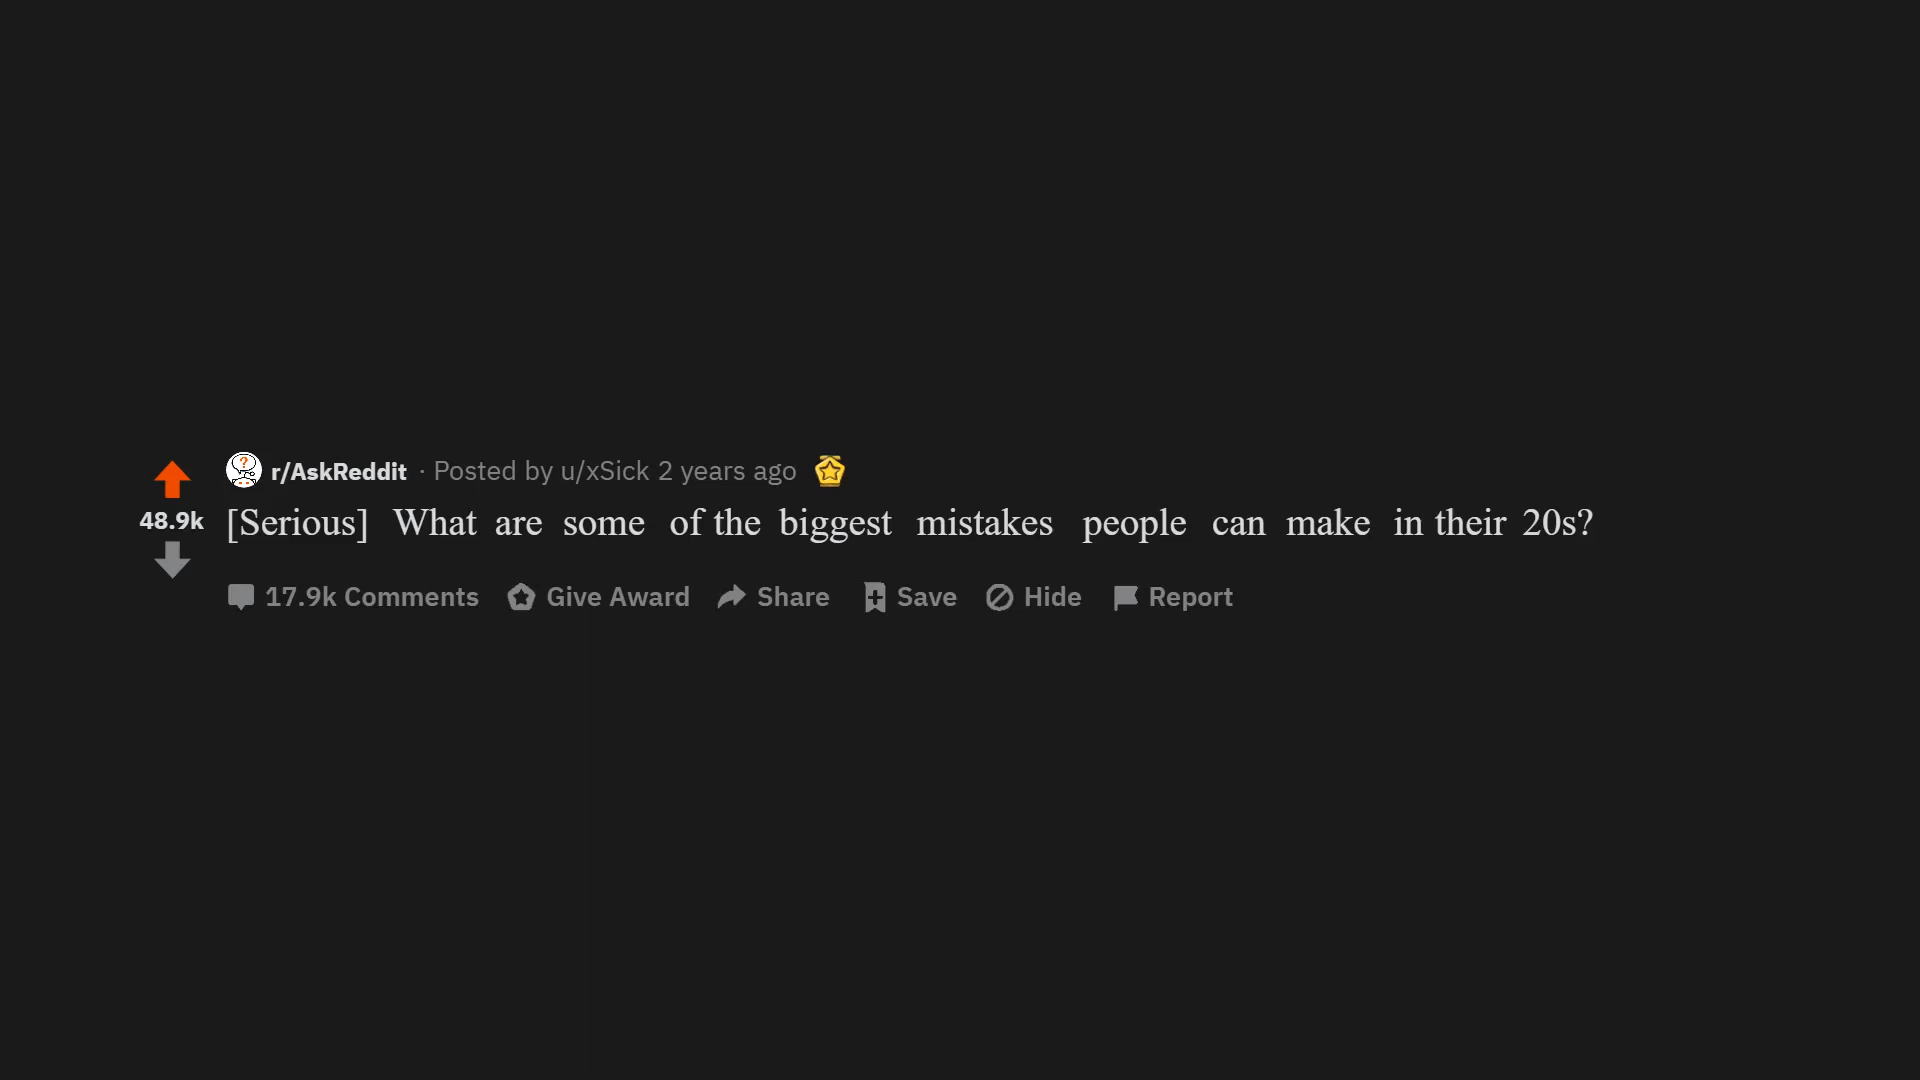 r/AskReddit · Posted by u/xSick 2 years ago
48.9k
[Serious] What are some of the biggest mistakes people can make in their 20s?
17.9k Comments Give Award Share Save Hide Report